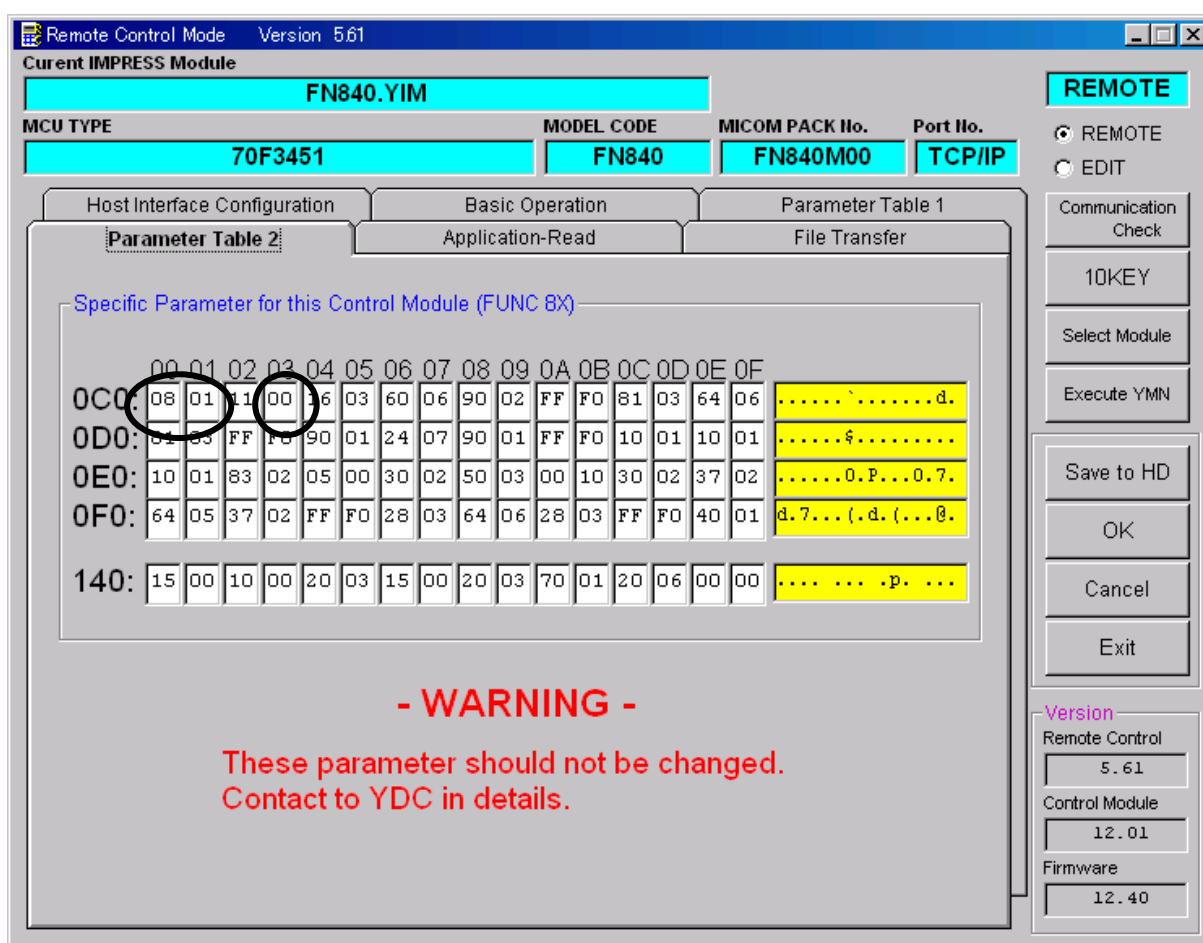 Remote Control Mode Version 5.61
Curent IMPRESS Module
FN840.YIM
MCU TYPE MODEL CODE MICOM PACK No. Port No.
70F3451 FN840 FN840M00 TCP/IP
Host Interface Configuration Basic Operation Parameter Table 1
Parameter Table 2 Application-Read File Transfer
Specific Parameter for this Control Module (FUNC 8X)
00 01 02 03 04 05 06 07 08 09 0A 0B 0C 0D 0E 0F
0C0: 08 01 11 00 16 03 60 06 90 02 FF F0 81 03 64 06 ......`.......d.
0D0: 81 03 FF F0 90 01 24 07 90 01 FF F0 10 01 10 01 ......$.........
0E0: 10 01 83 02 05 00 30 02 50 03 00 10 30 02 37 02 ......0.P...0.7.
0F0: 64 05 37 02 FF F0 28 03 64 06 28 03 FF F0 40 01 d.7...(.d.(...@.
140: 15 00 10 00 20 03 15 00 20 03 70 01 20 06 00 00 .... ... .p. ...
- WARNING -
These parameter should not be changed.
Contact to YDC in details.
REMOTE
REMOTE
EDIT
Communication
Check
10KEY
Select Module
Execute YMN
Save to HD
OK
Cancel
Exit
Version
Remote Control
5.61
Control Module
12.01
Firmware
12.40